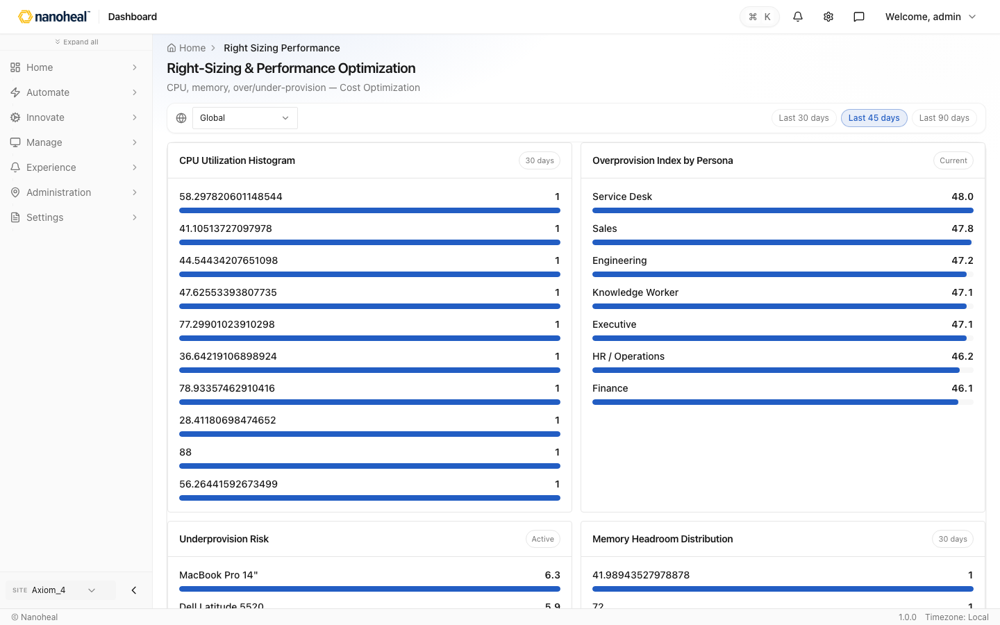 nanoheal™ Dashboard ⌘ K Welcome, admin
Expand all
Home
Automate
Innovate
Manage
Experience
Administration
Settings
SITE Axiom_4
Home > Right Sizing Performance
Right-Sizing & Performance Optimization
CPU, memory, over/under-provision — Cost Optimization
Global Last 30 days Last 45 days Last 90 days
CPU Utilization Histogram 30 days
58.297820601148544 1
41.10513727097978 1
44.54434207651098 1
47.62553393807735 1
77.29901023910298 1
36.64219106898924 1
78.93357462910416 1
28.41180698474652 1
88 1
56.26441592673499 1
Overprovision Index by Persona Current
Service Desk 48.0
Sales 47.8
Engineering 47.2
Knowledge Worker 47.1
Executive 47.1
HR / Operations 46.2
Finance 46.1
Underprovision Risk Active
MacBook Pro 14" 6.3
Dell Latitude 5520 5.9
Memory Headroom Distribution 30 days
41.98943527978878 1
72 1
© Nanoheal 1.0.0 Timezone: Local